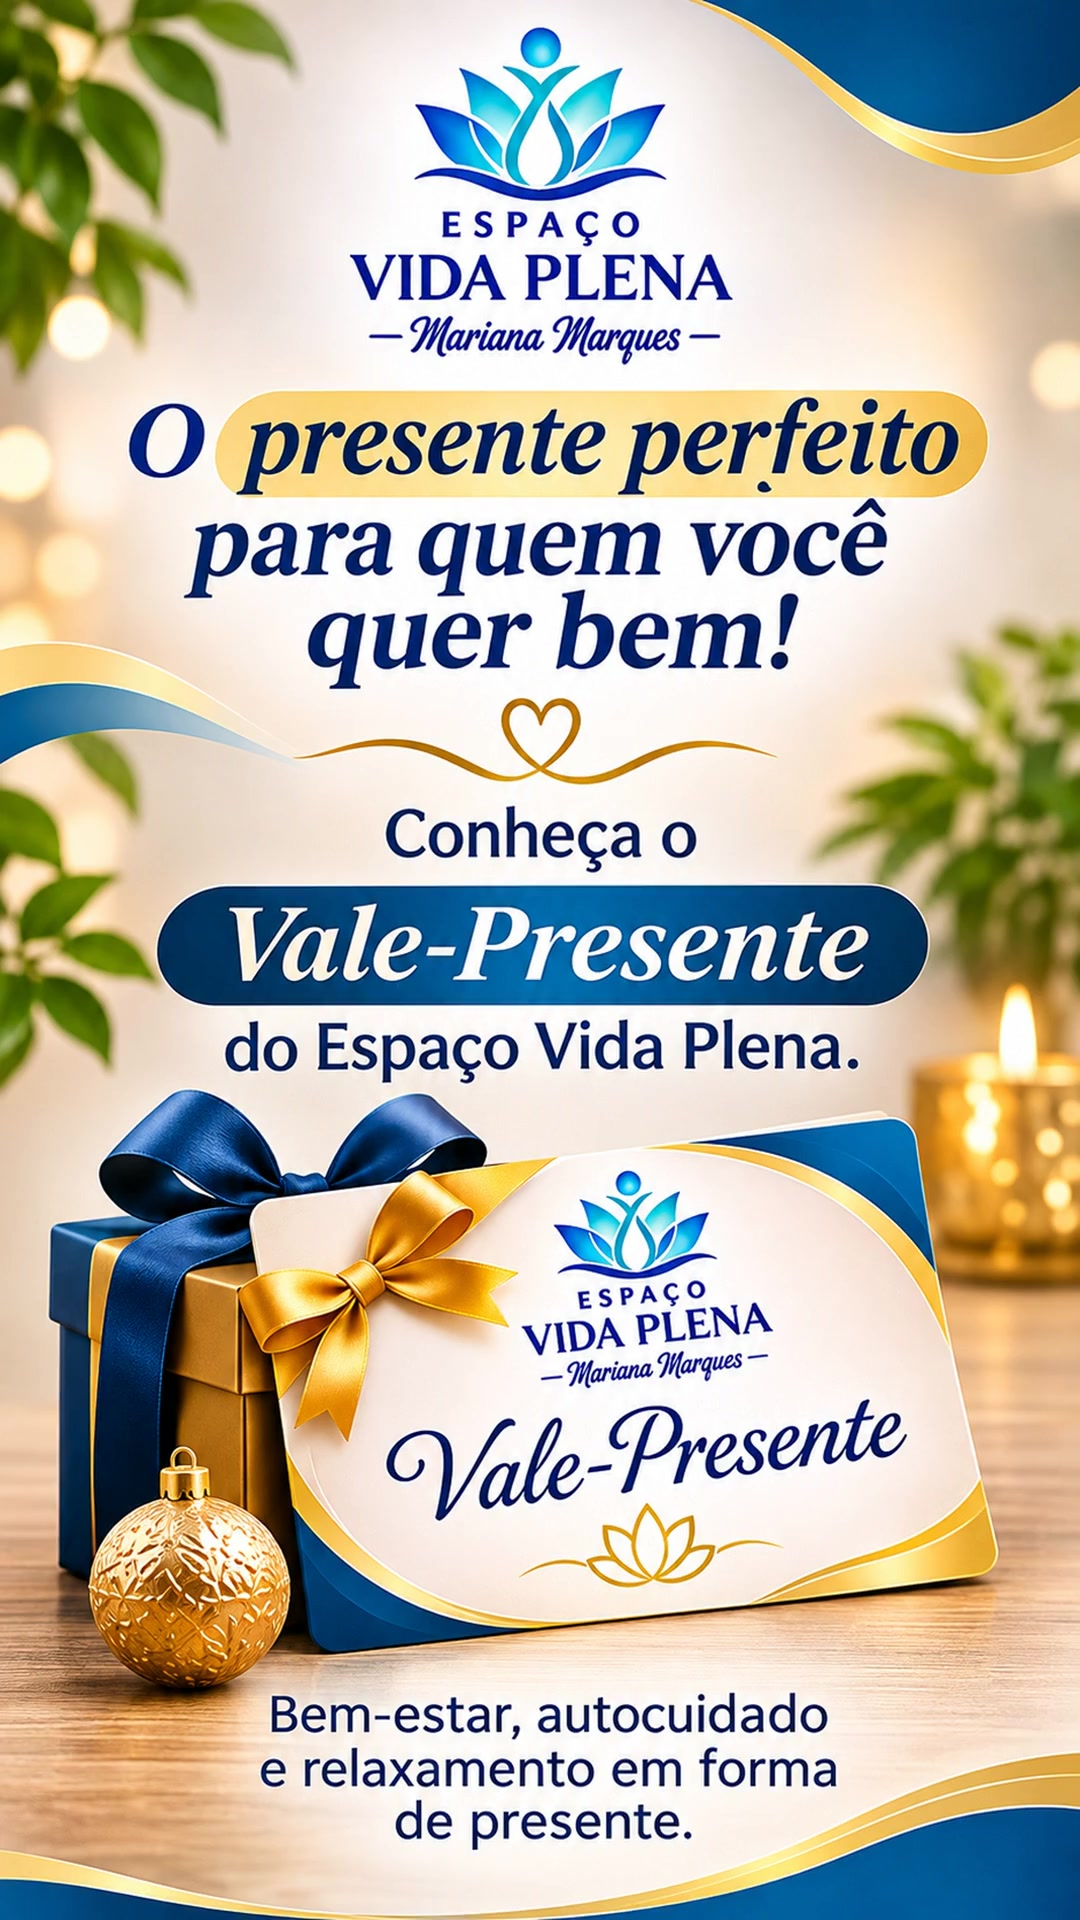 ESPAÇO
VIDA PLENA
— Mariana Marques —
O presente perfeito
para quem você
quer bem!
Conheça o
Vale-Presente
do Espaço Vida Plena.
ESPAÇO
VIDA PLENA
— Mariana Marques —
Vale-Presente
Bem-estar, autocuidado
e relaxamento em forma
de presente.